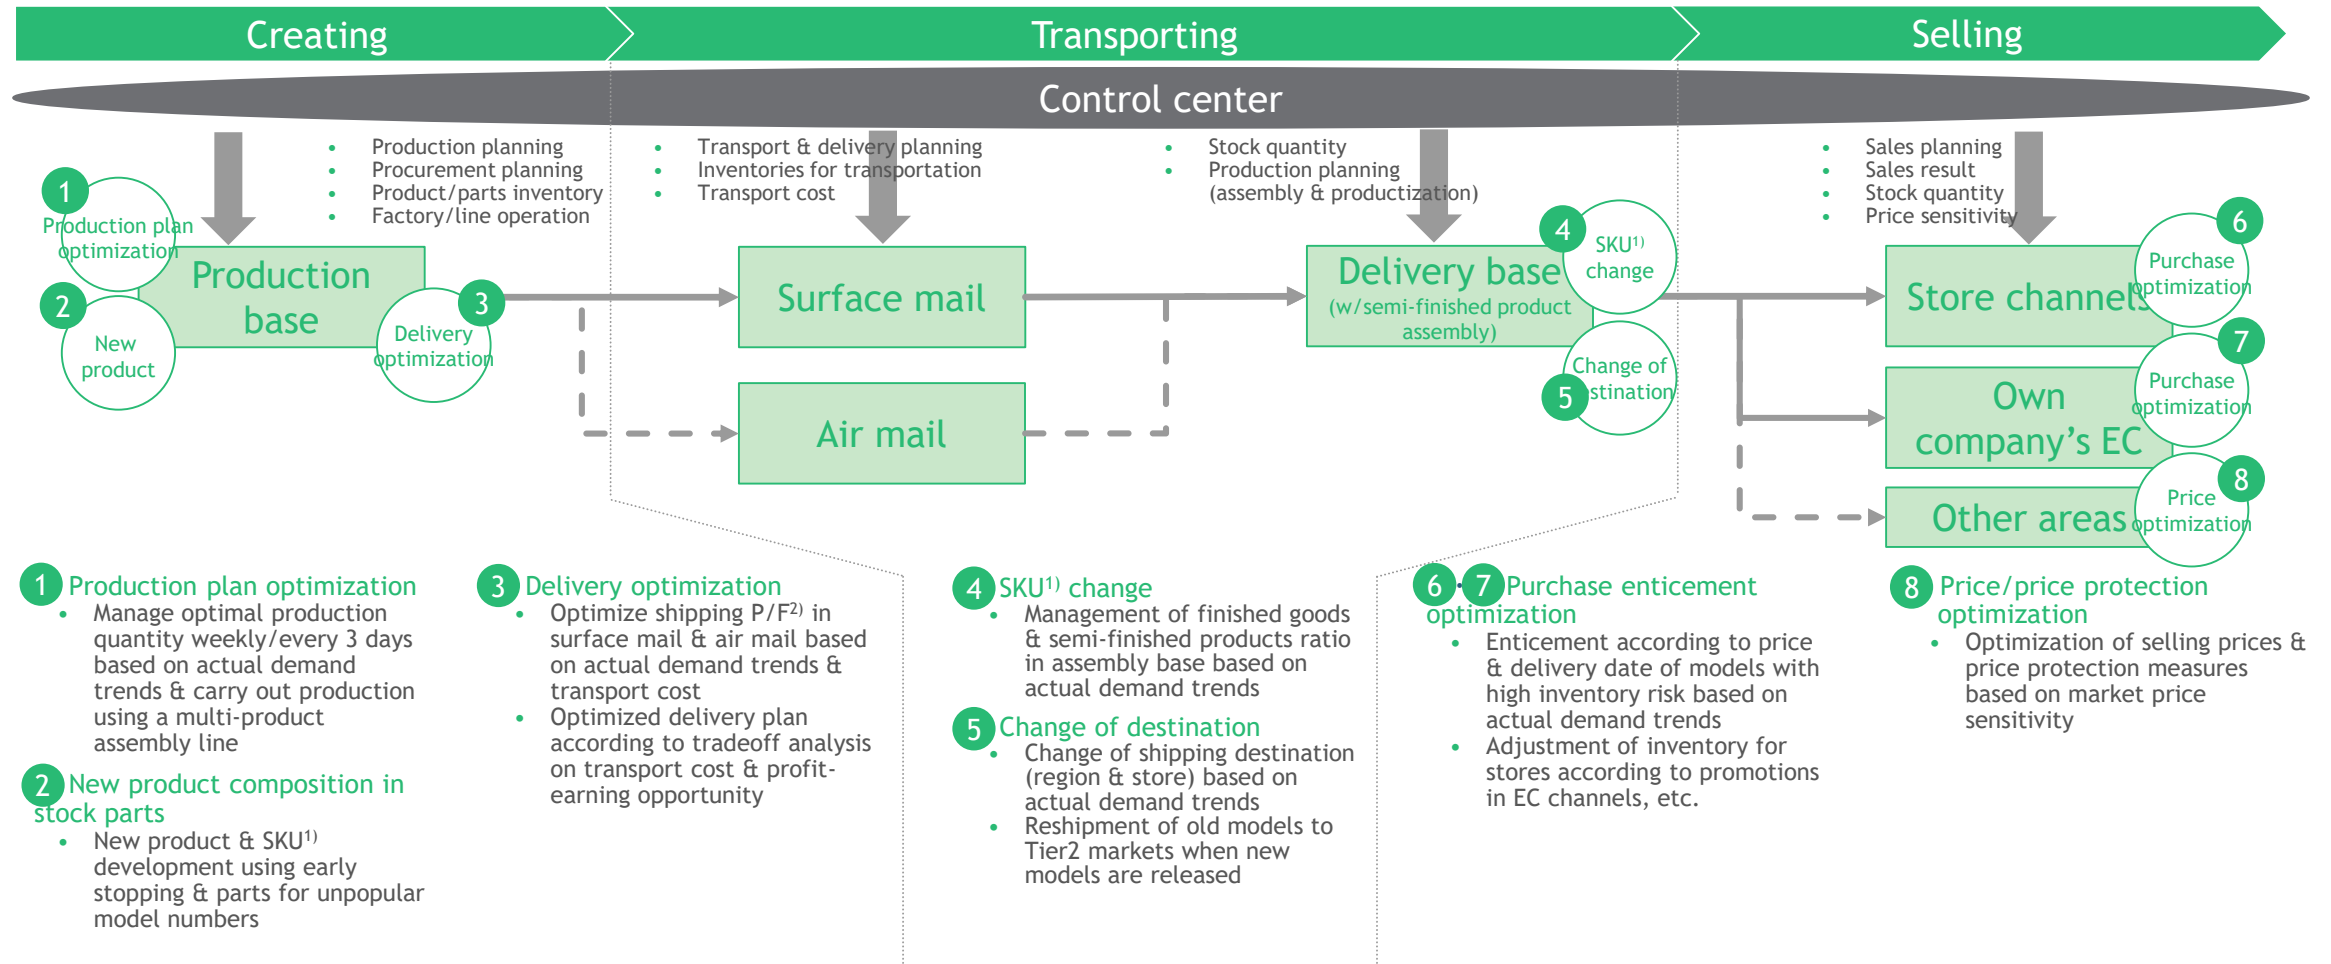 Creating
Transporting
Selling
Control center
• Production planning
• Procurement planning
• Product/parts inventory
• Factory/line operation
• Transport & delivery planning
• Inventories for transportation
• Transport cost
• Stock quantity
• Production planning
(assembly & productization)
• Sales planning
• Sales result
• Stock quantity
• Price sensitivity
1
Production plan
optimization
2
New
product
Production
base
3
Delivery
optimization
Surface mail
Air mail
Delivery base
(w/semi-finished product
assembly)
4
SKU1)
change
5
Change of
stination
Store channels
6
Purchase
optimization
Own
company's EC
7
Purchase
optimization
Other areas
8
Price
optimization
1 Production plan optimization
• Manage optimal production
quantity weekly/every 3 days
based on actual demand
trends & carry out production
using a multi-product
assembly line
2 New product composition in
stock parts
• New product & SKU1)
development using early
stopping & parts for unpopular
model numbers
3 Delivery optimization
• Optimize shipping P/F2) in
surface mail & air mail based
on actual demand trends &
transport cost
• Optimized delivery plan
according to tradeoff analysis
on transport cost & profit-
earning opportunity
4 SKU1) change
• Management of finished goods
& semi-finished products ratio
in assembly base based on
actual demand trends
5 Change of destination
• Change of shipping destination
(region & store) based on
actual demand trends
• Reshipment of old models to
Tier2 markets when new
models are released
6・7 Purchase enticement
optimization
• Enticement according to price
& delivery date of models with
high inventory risk based on
actual demand trends
• Adjustment of inventory for
stores according to promotions
in EC channels, etc.
8 Price/price protection
optimization
• Optimization of selling prices &
price protection measures
based on market price
sensitivity